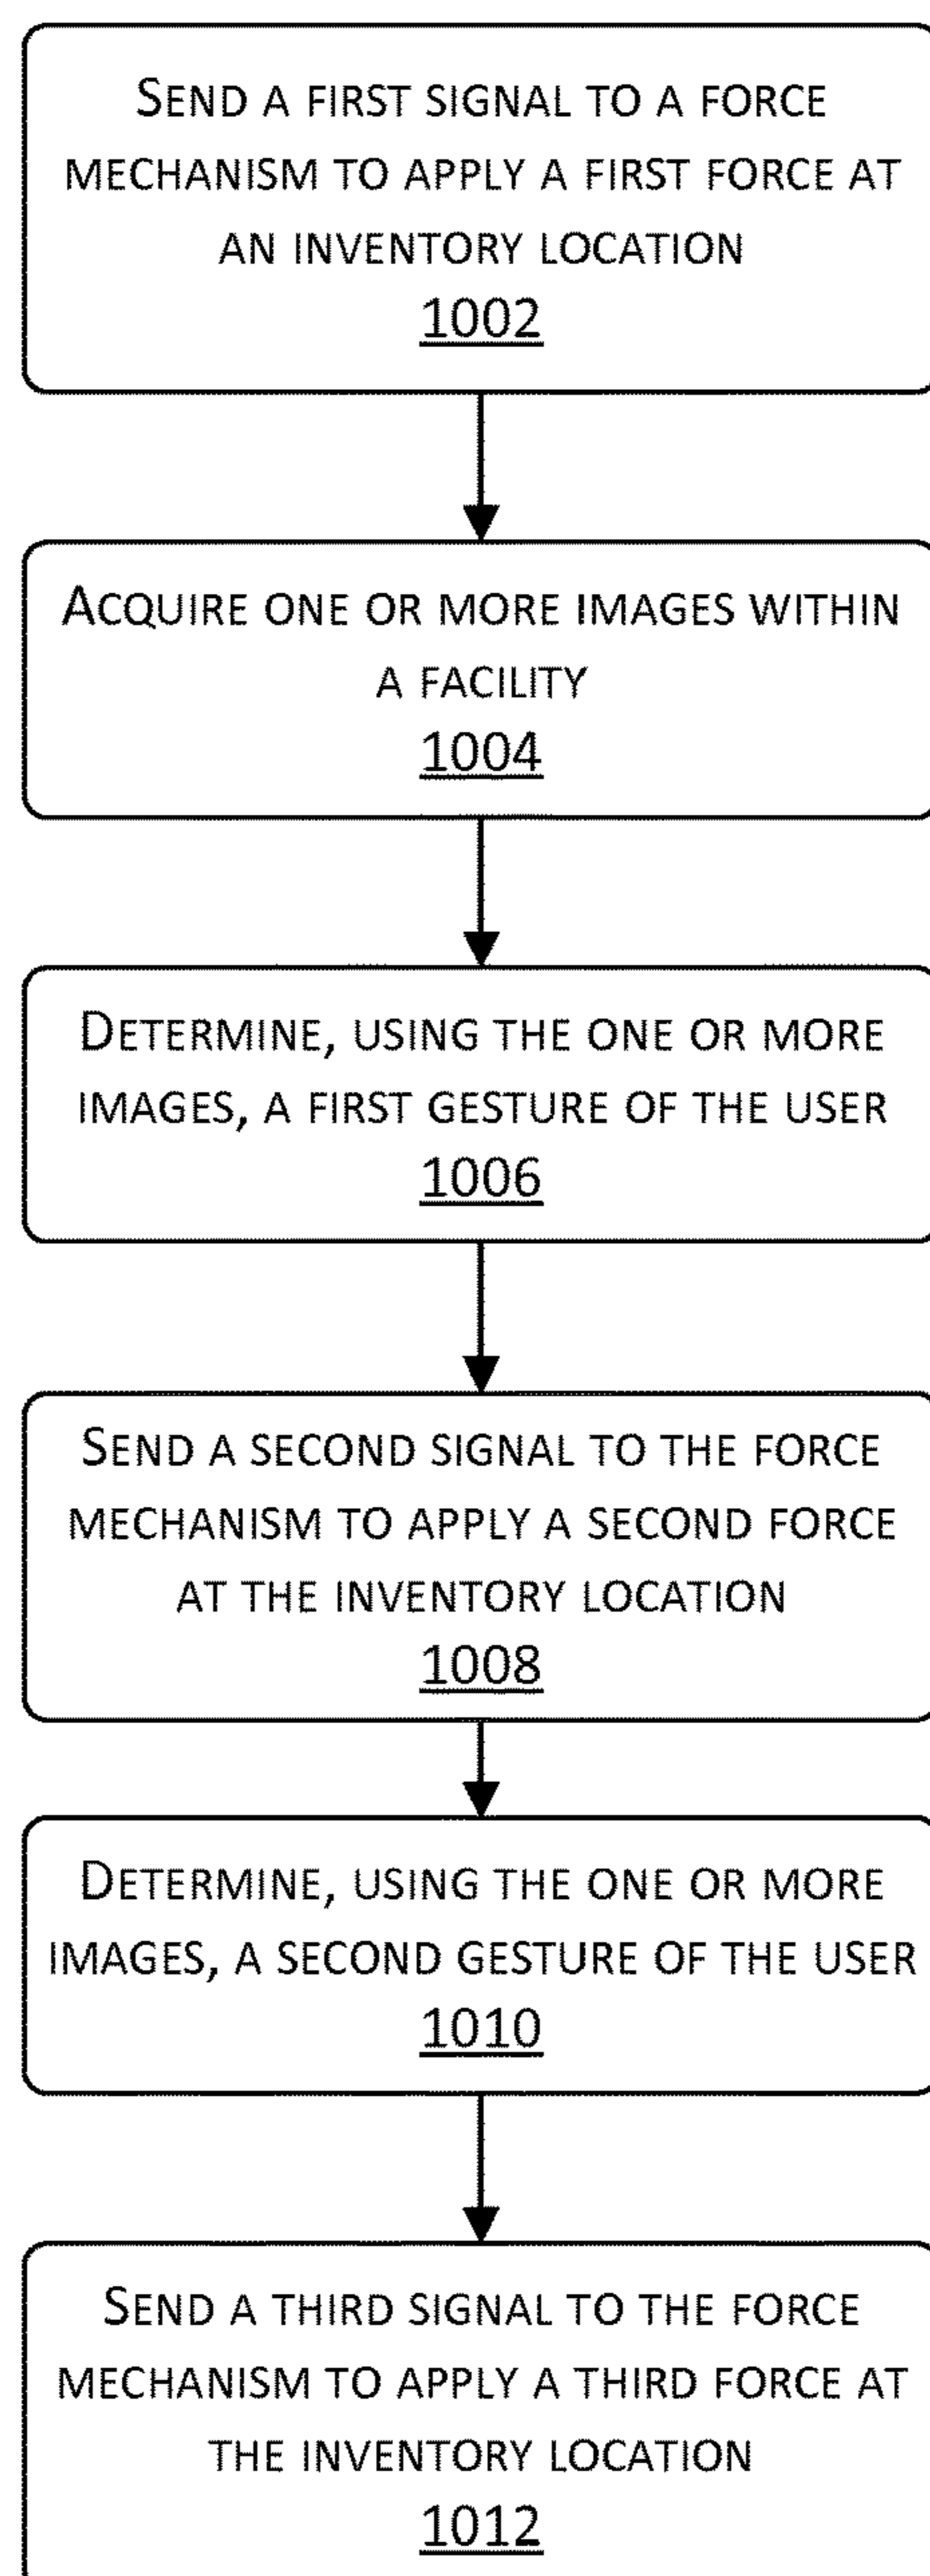 SEND A FIRST SIGNAL TO A FORCE
MECHANISM TO APPLY A FIRST FORCE AT
AN INVENTORY LOCATION
1002
ACQUIRE ONE OR MORE IMAGES WITHIN
A FACILITY
1004
DETERMINE, USING THE ONE OR MORE
IMAGES, A FIRST GESTURE OF THE USER
1006
SEND A SECOND SIGNAL TO THE FORCE
MECHANISM TO APPLY A SECOND FORCE
AT THE INVENTORY LOCATION
1008
DETERMINE, USING THE ONE OR MORE
IMAGES, A SECOND GESTURE OF THE USER
1010
SEND A THIRD SIGNAL TO THE FORCE
MECHANISM TO APPLY A THIRD FORCE AT
THE INVENTORY LOCATION
1012